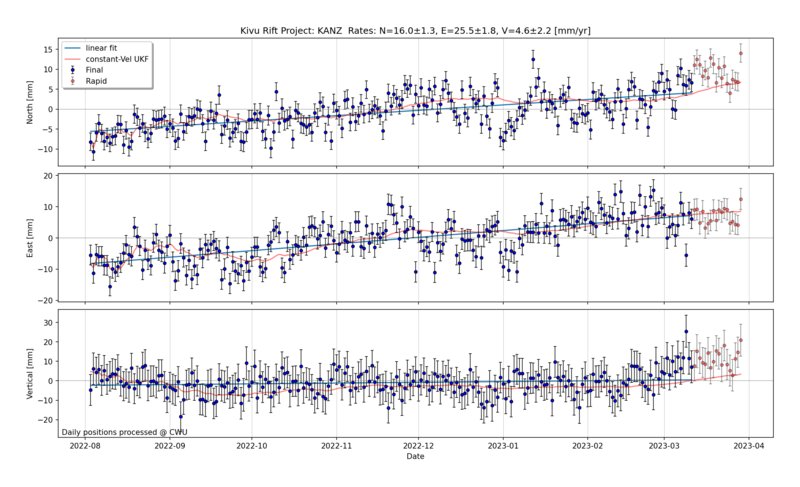 Kivu Rift Project: KANZ  Rates: N=16.0±1.3, E=25.5±1.8, V=4.6±2.2 [mm/yr]
linear fit
constant-Vel UKF
Final
Rapid
15
10
5
0
−5
−10
North [mm]
20
10
0
−10
−20
East [mm]
30
20
10
0
−10
−20
Vertical [mm]
Daily positions processed @ CWU
2022-08 2022-09 2022-10 2022-11 2022-12 2023-01 2023-02 2023-03 2023-04
Date